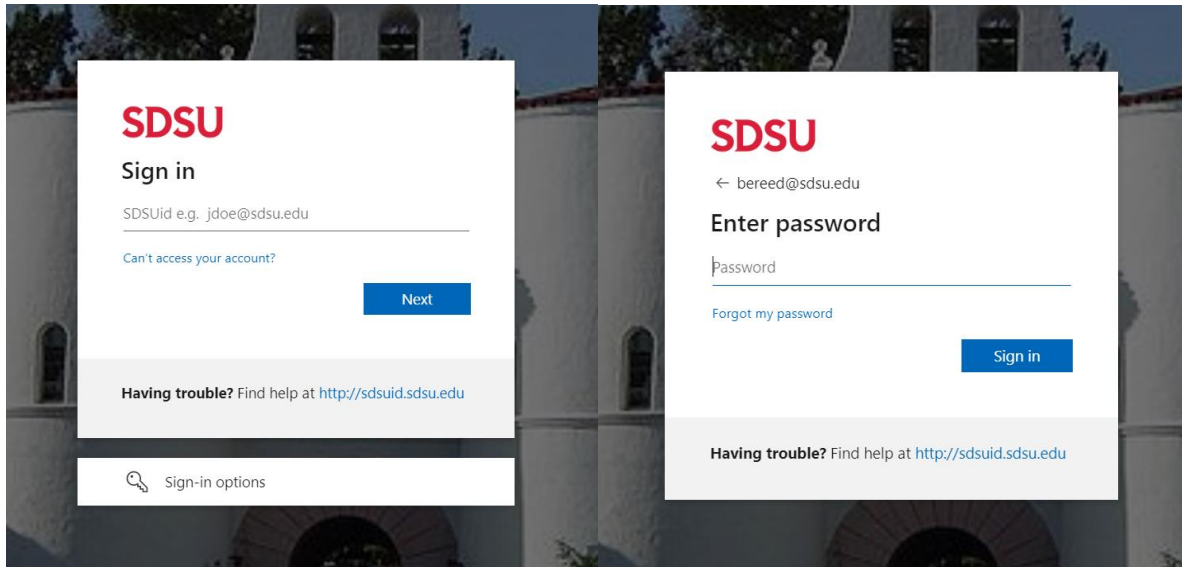 SDSU
Sign in
SDSUid e.g. jdoe@sdsu.edu
Can't access your account?
Next
Having trouble? Find help at http://sdsuid.sdsu.edu
Sign-in options
SDSU
← bereed@sdsu.edu
Enter password
Password
Forgot my password
Sign in
Having trouble? Find help at http://sdsuid.sdsu.edu